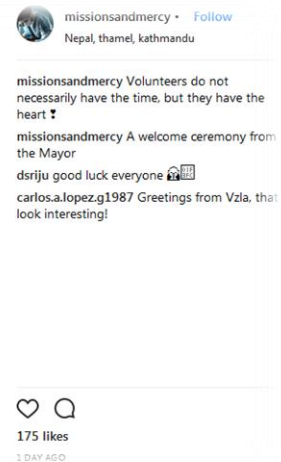 missionsandmercy • Follow
Nepal, thamel, kathmandu
missionsandmercy Volunteers do not
necessarily have the time, but they have the
heart❣
missionsandmercy A welcome ceremony from
the Mayor
dsriju good luck everyone
carlos.a.lopez.g1987 Greetings from Vzla, that
look interesting!
175 likes
1 DAY AGO